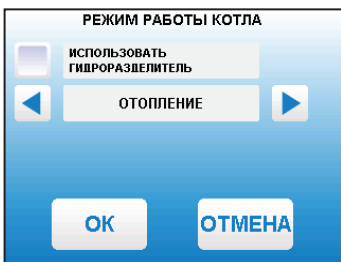 РЕЖИМ РАБОТЫ КОТЛА
ИСПОЛЬЗОВАТЬ
ГИДРОРАЗДЕЛИТЕЛЬ
ОТОПЛЕНИЕ
ОК ОТМЕНА